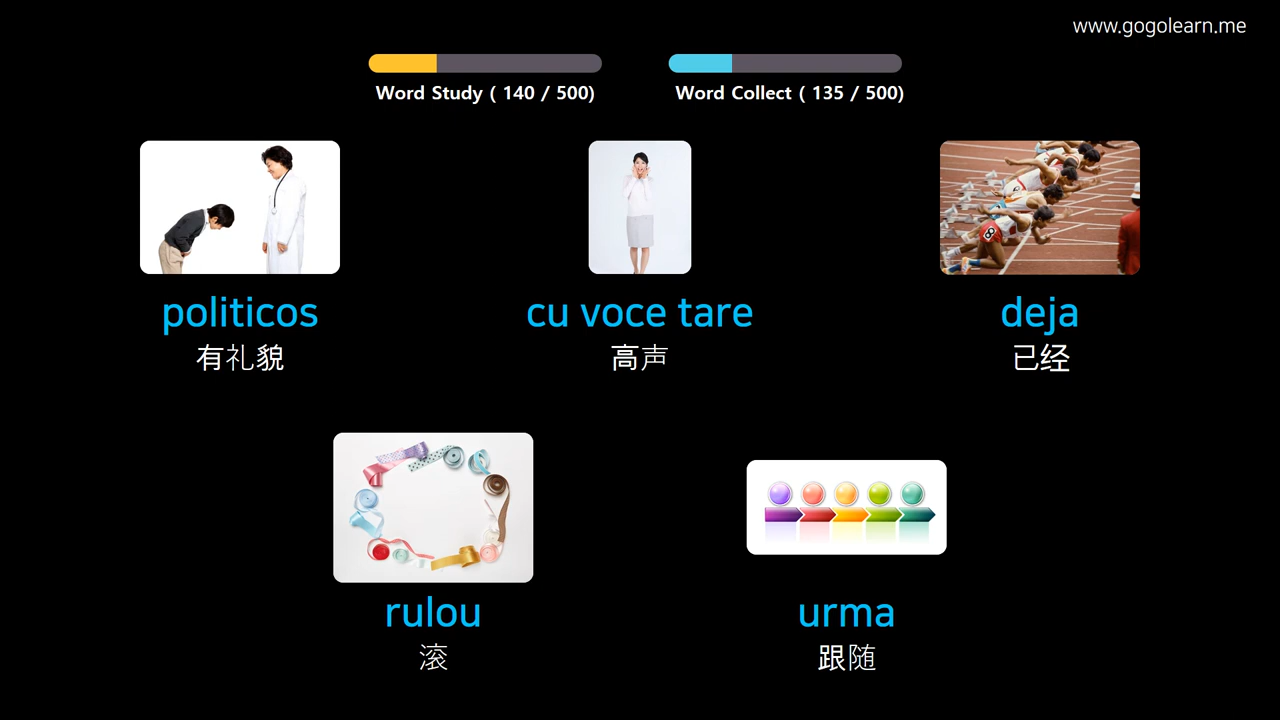 www.gogolearn.me
Word Study ( 140 / 500)
Word Collect ( 135 / 500)
politicos
有礼貌
cu voce tare
高声
deja
已经
rulou
滚
urma
跟随